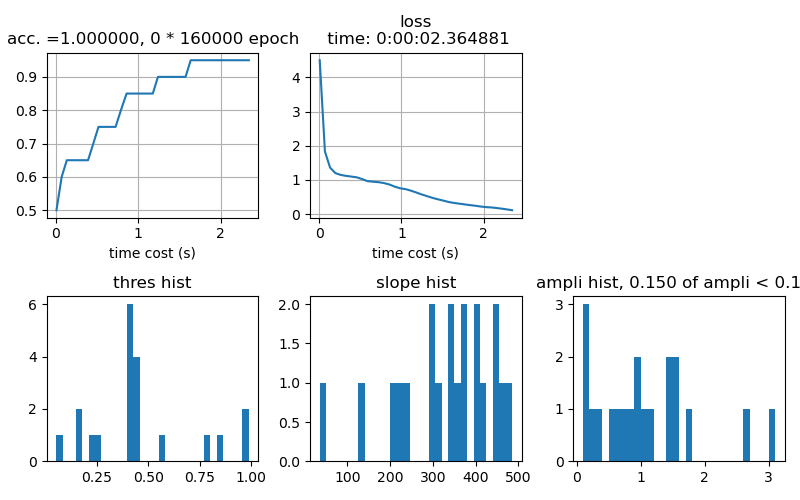 acc. =1.000000, 0 * 160000 epoch
0.9
0.8
0.7
0.6
0.5
0 1 2
time cost (s)
loss
time: 0:00:02.364881
4
3
2
1
0
0 1 2
time cost (s)
thres hist
6
4
2
0
0.25 0.50 0.75 1.00
slope hist
2.0
1.5
1.0
0.5
0.0
100 200 300 400 500
ampli hist, 0.150 of ampli < 0.1
3
2
1
0
0 1 2 3